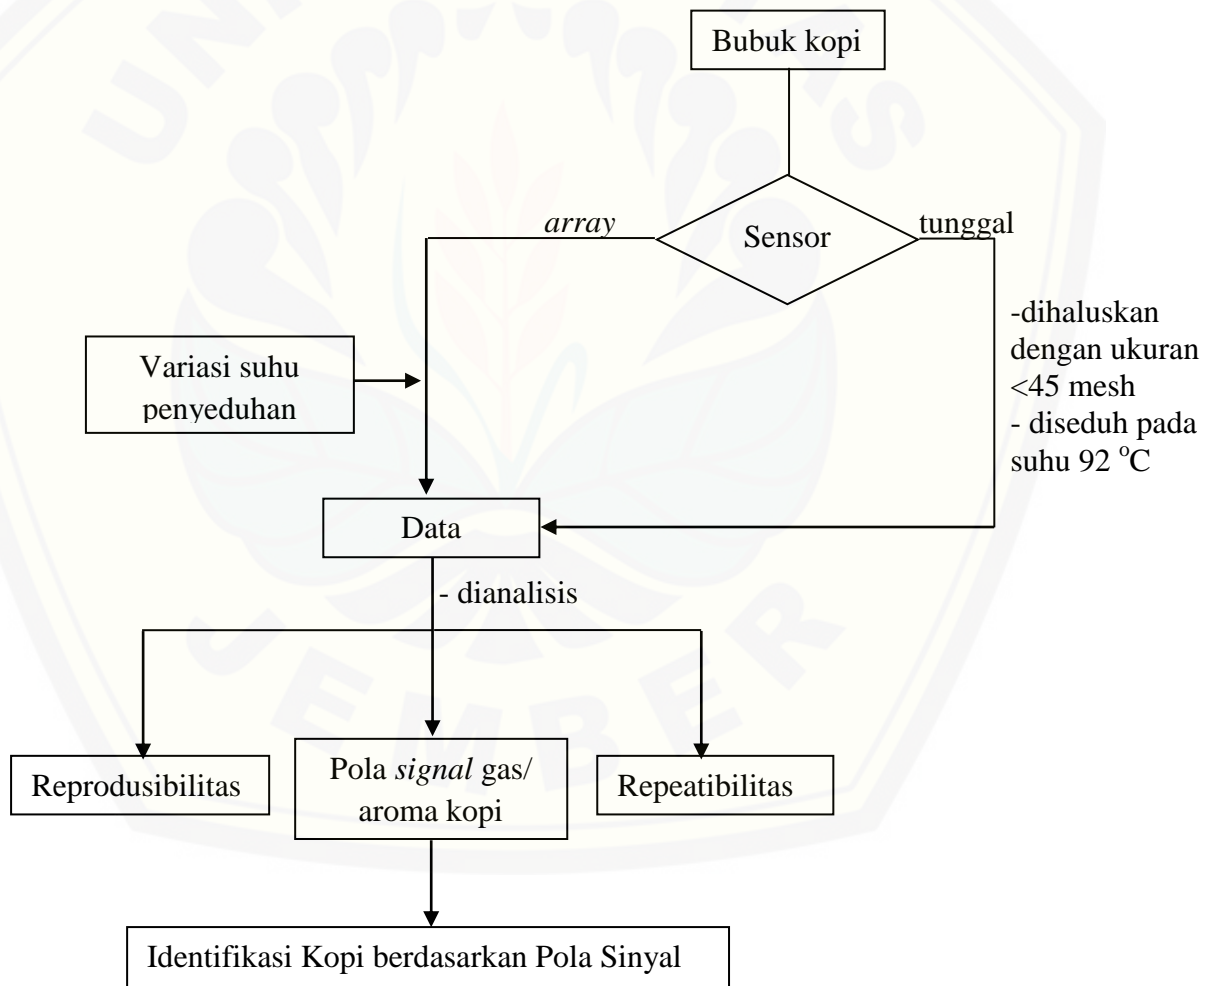 Bubuk kopi
array
Sensor
tunggal
-dihaluskan
dengan ukuran
<45 mesh
- diseduh pada
suhu 92 °C
Variasi suhu
penyeduhan
Data
- dianalisis
Reprodusibilitas
Pola signal gas/
aroma kopi
Repeatibilitas
Identifikasi Kopi berdasarkan Pola Sinyal
JEMBER